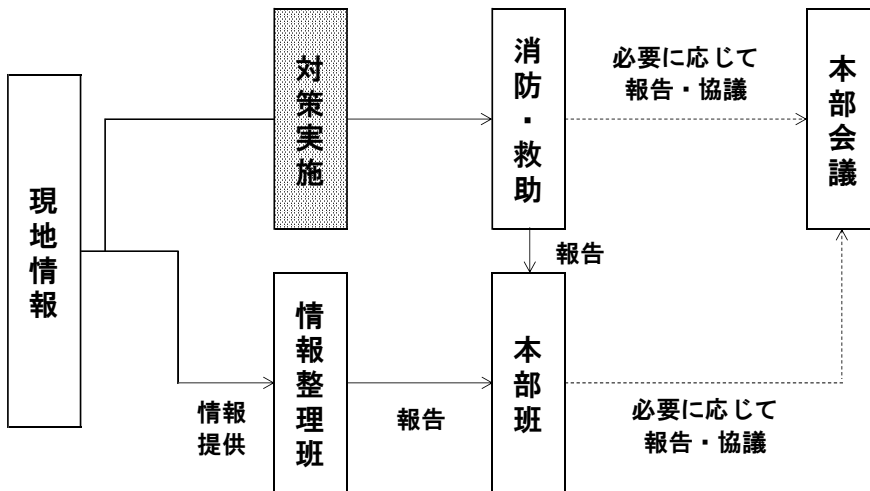 現地情報
対策実施
消防・救助
必要に応じて
報告・協議
本部会議
報告
情報
提供
情報整理班
報告
本部班
必要に応じて
報告・協議